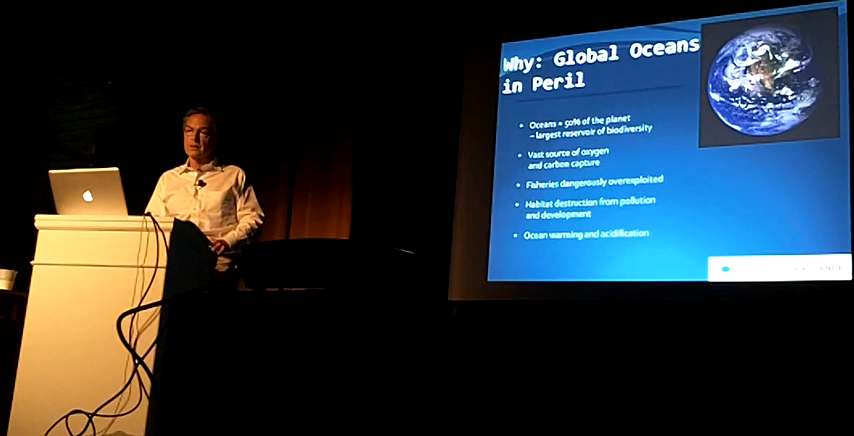 Why: Global Oceans
in Peril
• Oceans = 50% of the planet
– largest reservoir of biodiversity
• Vast source of oxygen
and carbon capture
• Fisheries dangerously overexploited
• Habitat destruction from pollution
and development
• Ocean warming and acidification